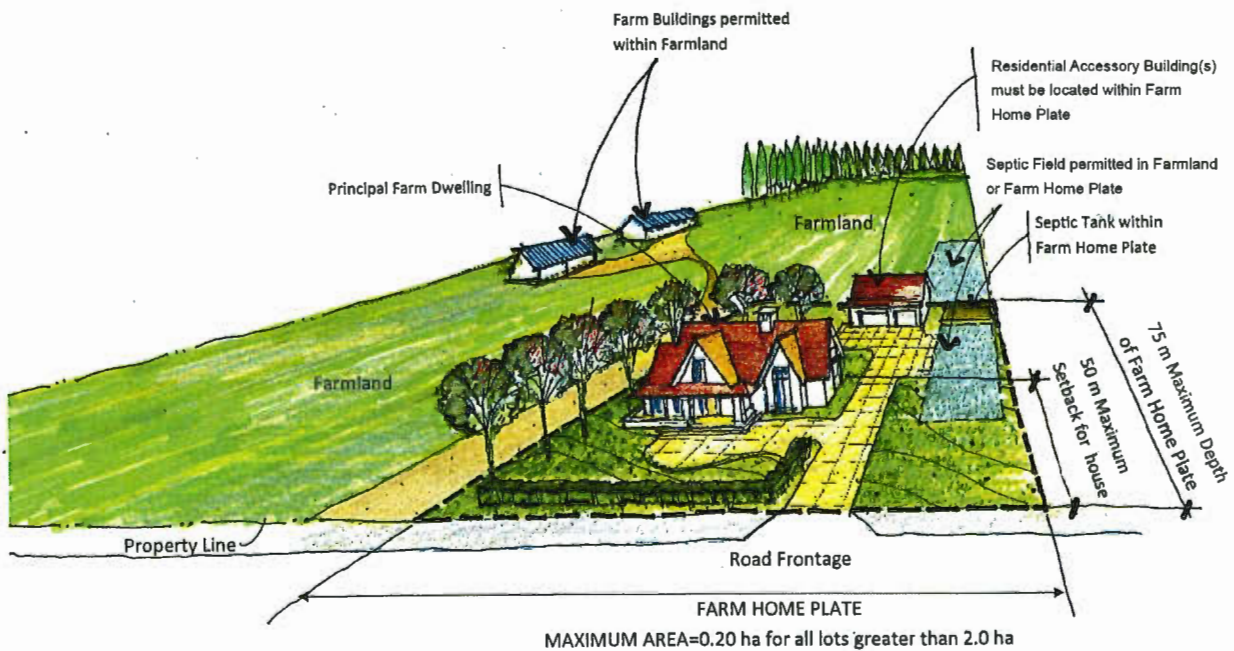 Farm Buildings permitted
within Farmland
Residential Accessory Building(s)
must be located within Farm
Home Plate
Septic Field permitted in Farmland
or Farm Home Plate
Principal Farm Dwelling
Farmland
Septic Tank within
Farm Home Plate
Farmland
75 m Maximum Depth
of Farm Home Plate
50 m Maximum
Setback for house
Property Line
Road Frontage
FARM HOME PLATE
MAXIMUM AREA=0.20 ha for all lots greater than 2.0 ha